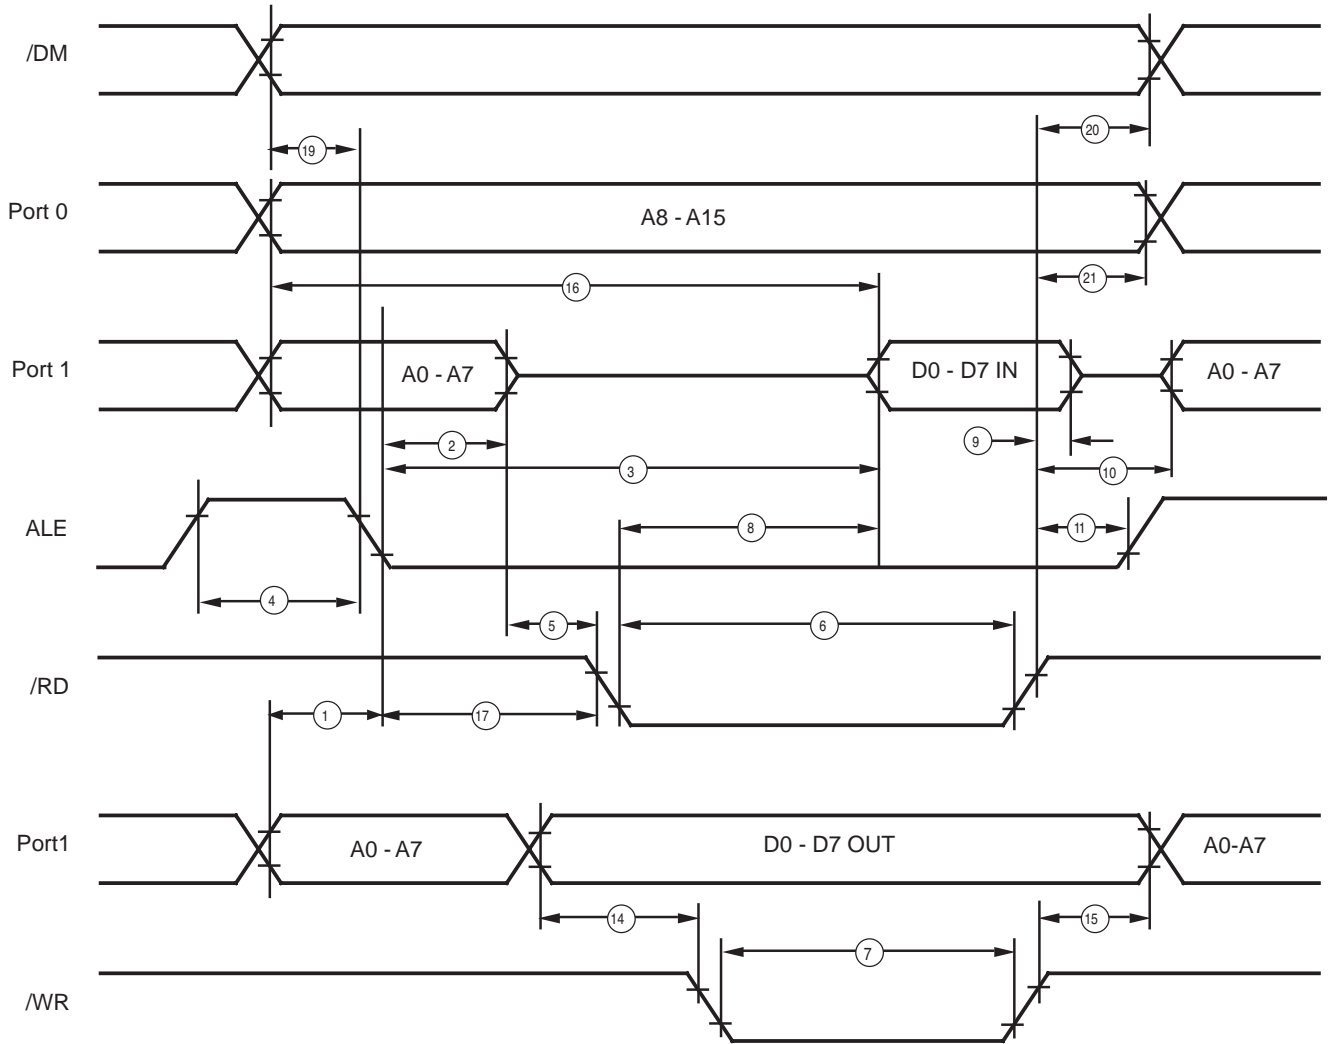 /DM
20
19
Port 0
A8 - A15
16
21
Port 1
A0 - A7
D0 - D7 IN
A0 - A7
2
9
3
10
ALE
8
11
4
5
6
/RD
1
17
Port1
A0 - A7
D0 - D7 OUT
A0-A7
14
15
7
/WR